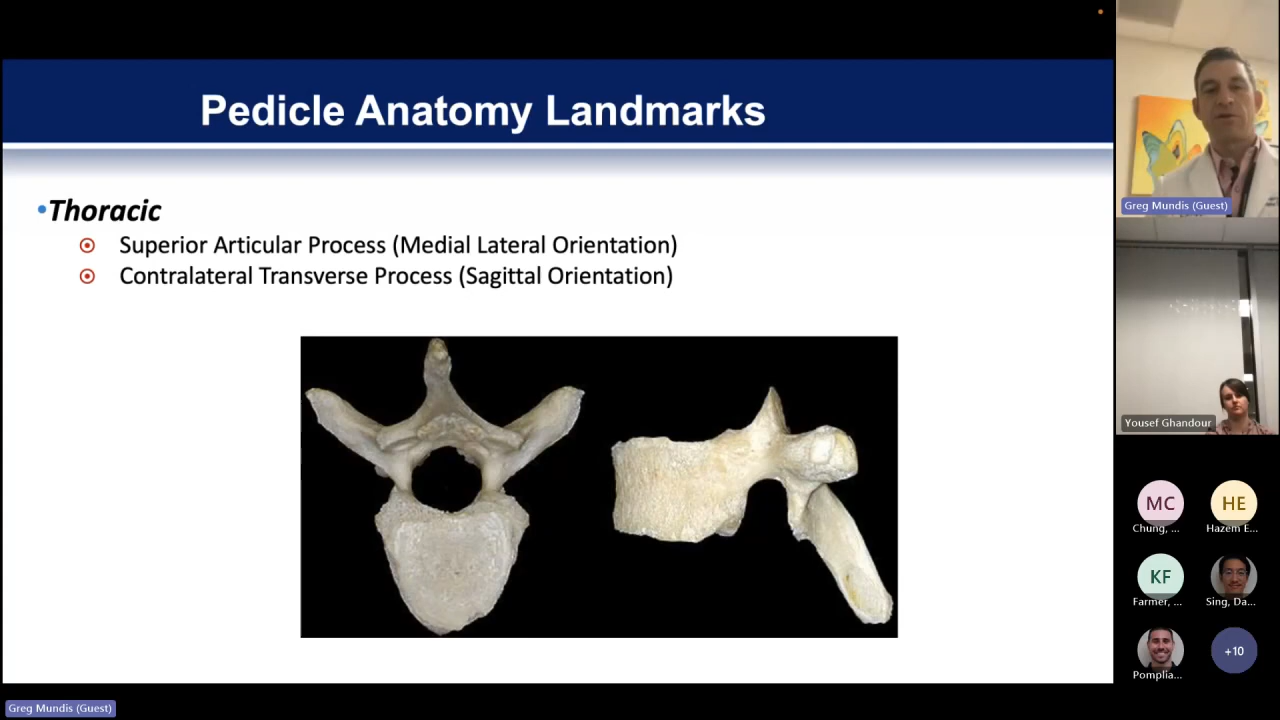 Pedicle Anatomy Landmarks
•Thoracic
Superior Articular Process (Medial Lateral Orientation)
Contralateral Transverse Process (Sagittal Orientation)
Greg Mundis (Guest)
Yousef Ghandour
MC
HE
Chung, ...
Hazem E...
KF
Farmer, ...
Sing, Da...
Pomplia...
+10
Greg Mundis (Guest)